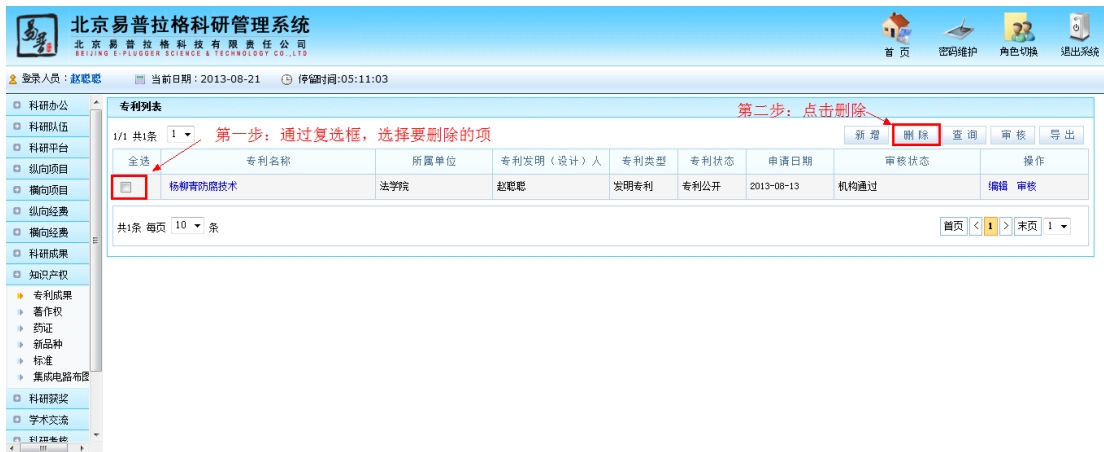 北京易普拉格科研管理系统
北京易普拉格科技有限责任公司
BEIJING E-PLUGGER SCIENCE & TECHNOLOGY CO.,LTD
首 页 密码维护 角色切换 退出系统
登录人员：赵聪聪 当前日期：2013-08-21 停留时间:05:11:03
科研办公
科研队伍
科研平台
纵向项目
横向项目
纵向经费
横向经费
科研成果
知识产权
专利成果
著作权
药证
新品种
标准
集成电路布图
科研获奖
学术交流
科研考核
专利列表
第二步：点击删除
1/1 共1条 1 第一步：通过复选框，选择要删除的项
新 增 删 除 查 询 审 核 导 出
全选 专利名称 所属单位 专利发明（设计）人 专利类型 专利状态 申请日期 审核状态 操作
杨柳青防腐技术 法学院 赵聪聪 发明专利 专利公开 2013-08-13 机构通过 编辑 审核
共1条 每页 10 条 首页 < 1 > 末页 1